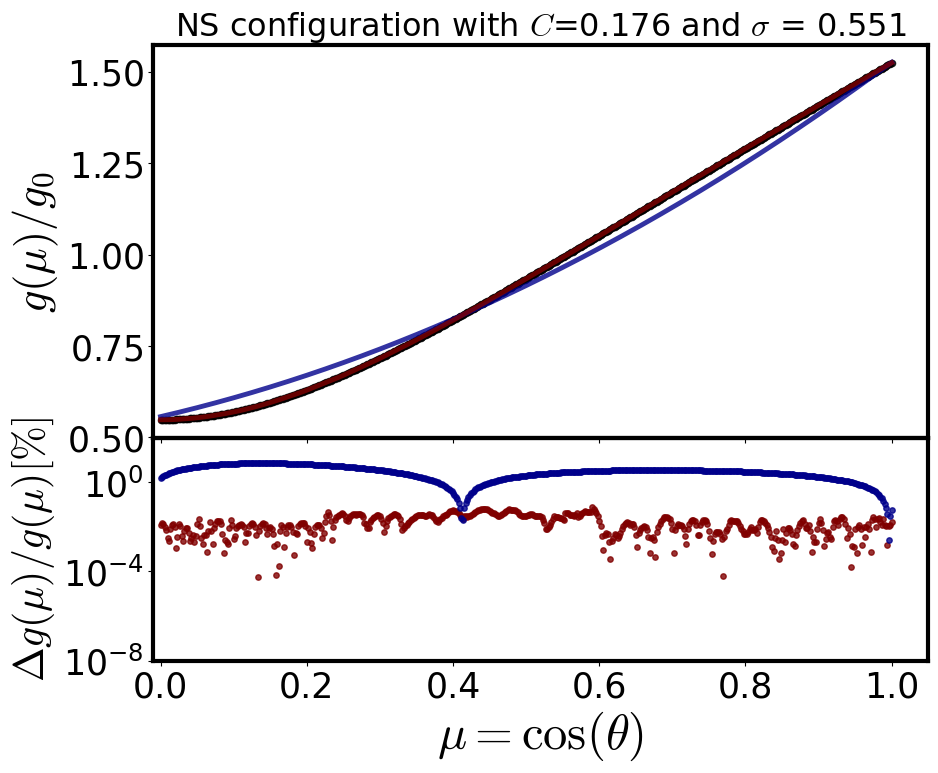 NS configuration with C=0.176 and σ = 0.551
g(μ)/g₀
1.50
1.25
1.00
0.75
0.50
Δg(μ)/g(μ)[%]
10⁰
10⁻⁴
10⁻⁸
0.0 0.2 0.4 0.6 0.8 1.0
μ = cos(θ)